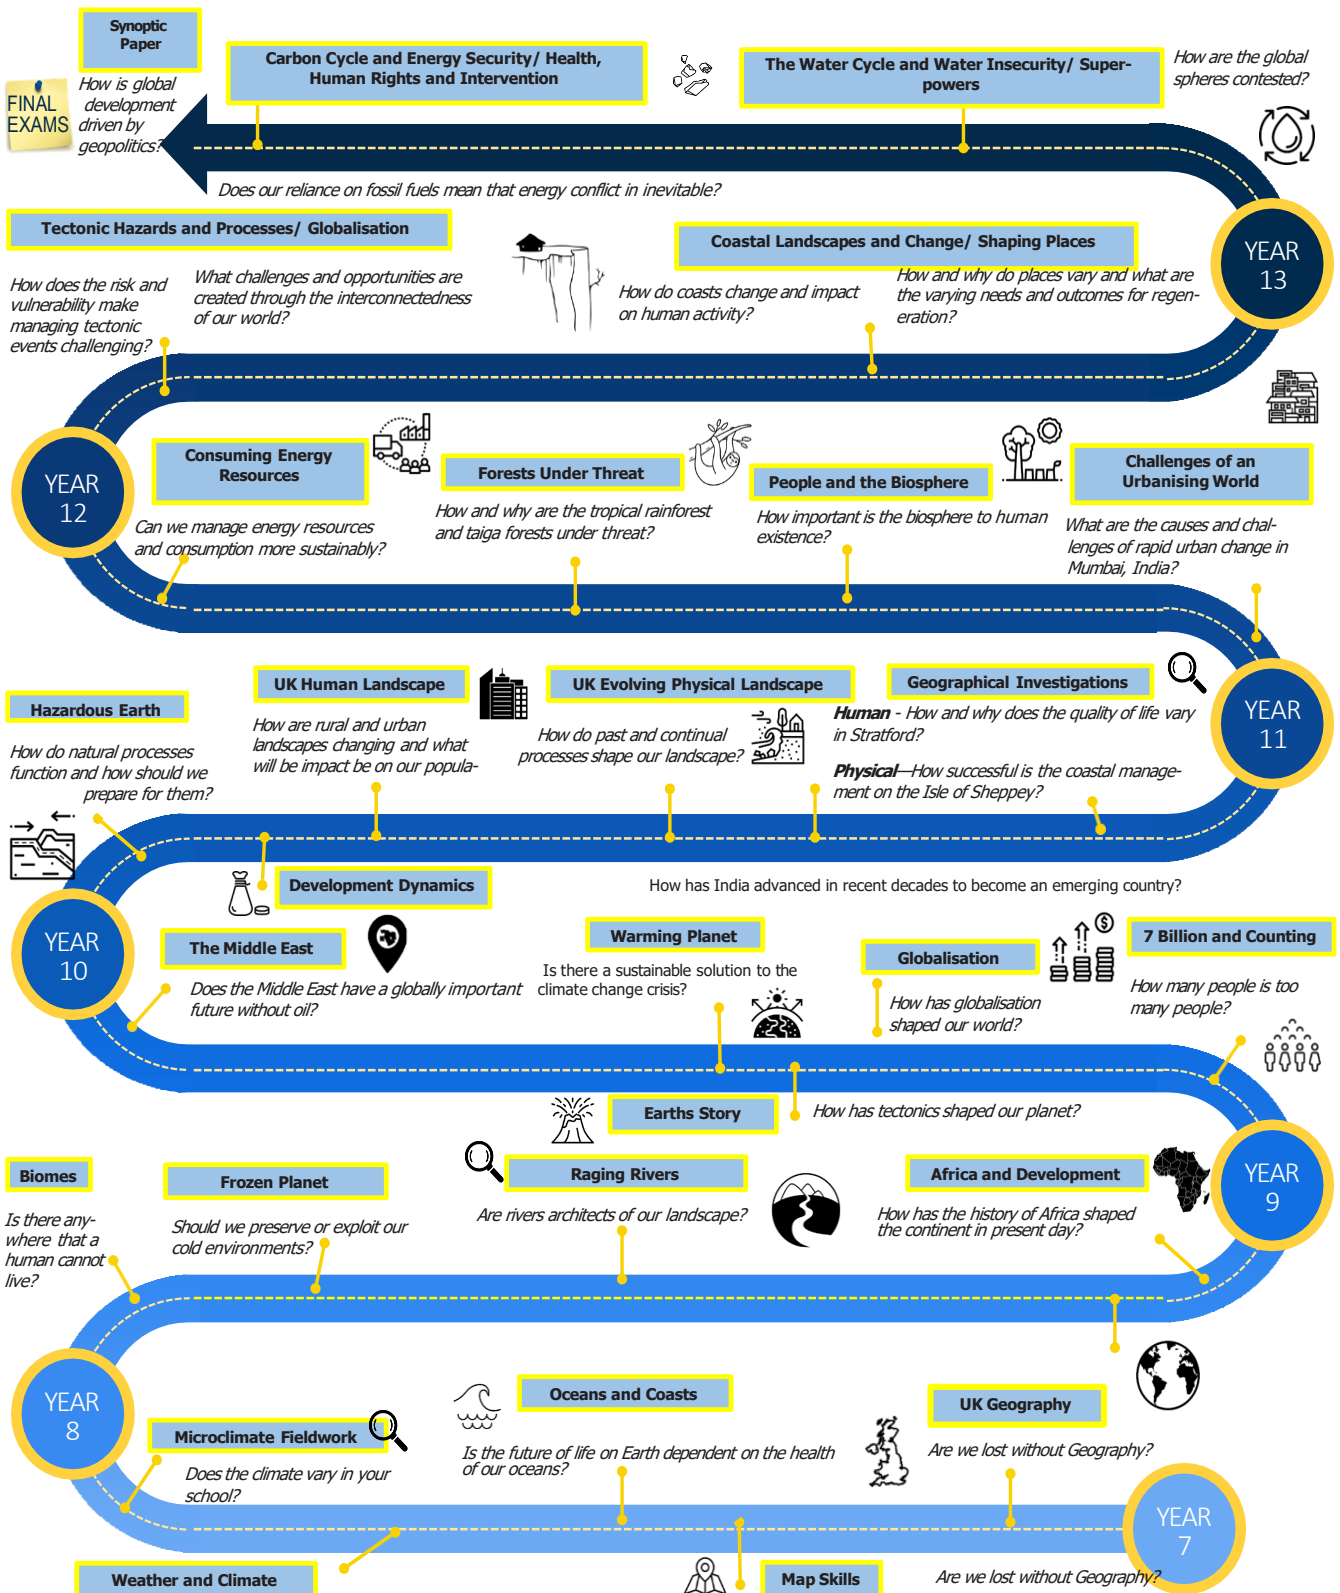 Synoptic
Paper
How is global
development
driven by
geopolitics?
FINAL
EXAMS
Carbon Cycle and Energy Security/ Health,
Human Rights and Intervention
The Water Cycle and Water Insecurity/ Super-
powers
How are the global
spheres contested?
Does our reliance on fossil fuels mean that energy conflict in inevitable?
YEAR
13
Tectonic Hazards and Processes/ Globalisation
How does the risk and
vulnerability make
managing tectonic
events challenging?
What challenges and opportunities are
created through the interconnectedness
of our world?
Coastal Landscapes and Change/ Shaping Places
How do coasts change and impact
on human activity?
How and why do places vary and what are
the varying needs and outcomes for regen-
eration?
YEAR
12
Consuming Energy
Resources
Can we manage energy resources
and consumption more sustainably?
Forests Under Threat
How and why are the tropical rainforest
and taiga forests under threat?
People and the Biosphere
How important is the biosphere to human
existence?
Challenges of an
Urbanising World
What are the causes and chal-
lenges of rapid urban change in
Mumbai, India?
YEAR
11
Hazardous Earth
How do natural processes
function and how should we
prepare for them?
UK Human Landscape
How are rural and urban
landscapes changing and what
will be impact be on our popula-
UK Evolving Physical Landscape
How do past and continual
processes shape our landscape?
Geographical Investigations
Human - How and why does the quality of life vary
in Stratford?
Physical—How successful is the coastal manage-
ment on the Isle of Sheppey?
Development Dynamics
How has India advanced in recent decades to become an emerging country?
YEAR
10
The Middle East
Does the Middle East have a globally important
future without oil?
Warming Planet
Is there a sustainable solution to the
climate change crisis?
Globalisation
How has globalisation
shaped our world?
$
7 Billion and Counting
How many people is too
many people?
Earths Story
How has tectonics shaped our planet?
YEAR
9
Biomes
Is there any-
where that a
human cannot
live?
Frozen Planet
Should we preserve or exploit our
cold environments?
Raging Rivers
Are rivers architects of our landscape?
Africa and Development
How has the history of Africa shaped
the continent in present day?
YEAR
8
Microclimate Fieldwork
Does the climate vary in your
school?
Oceans and Coasts
Is the future of life on Earth dependent on the health
of our oceans?
UK Geography
Are we lost without Geography?
YEAR
7
Weather and Climate
Map Skills
Are we lost without Geography?